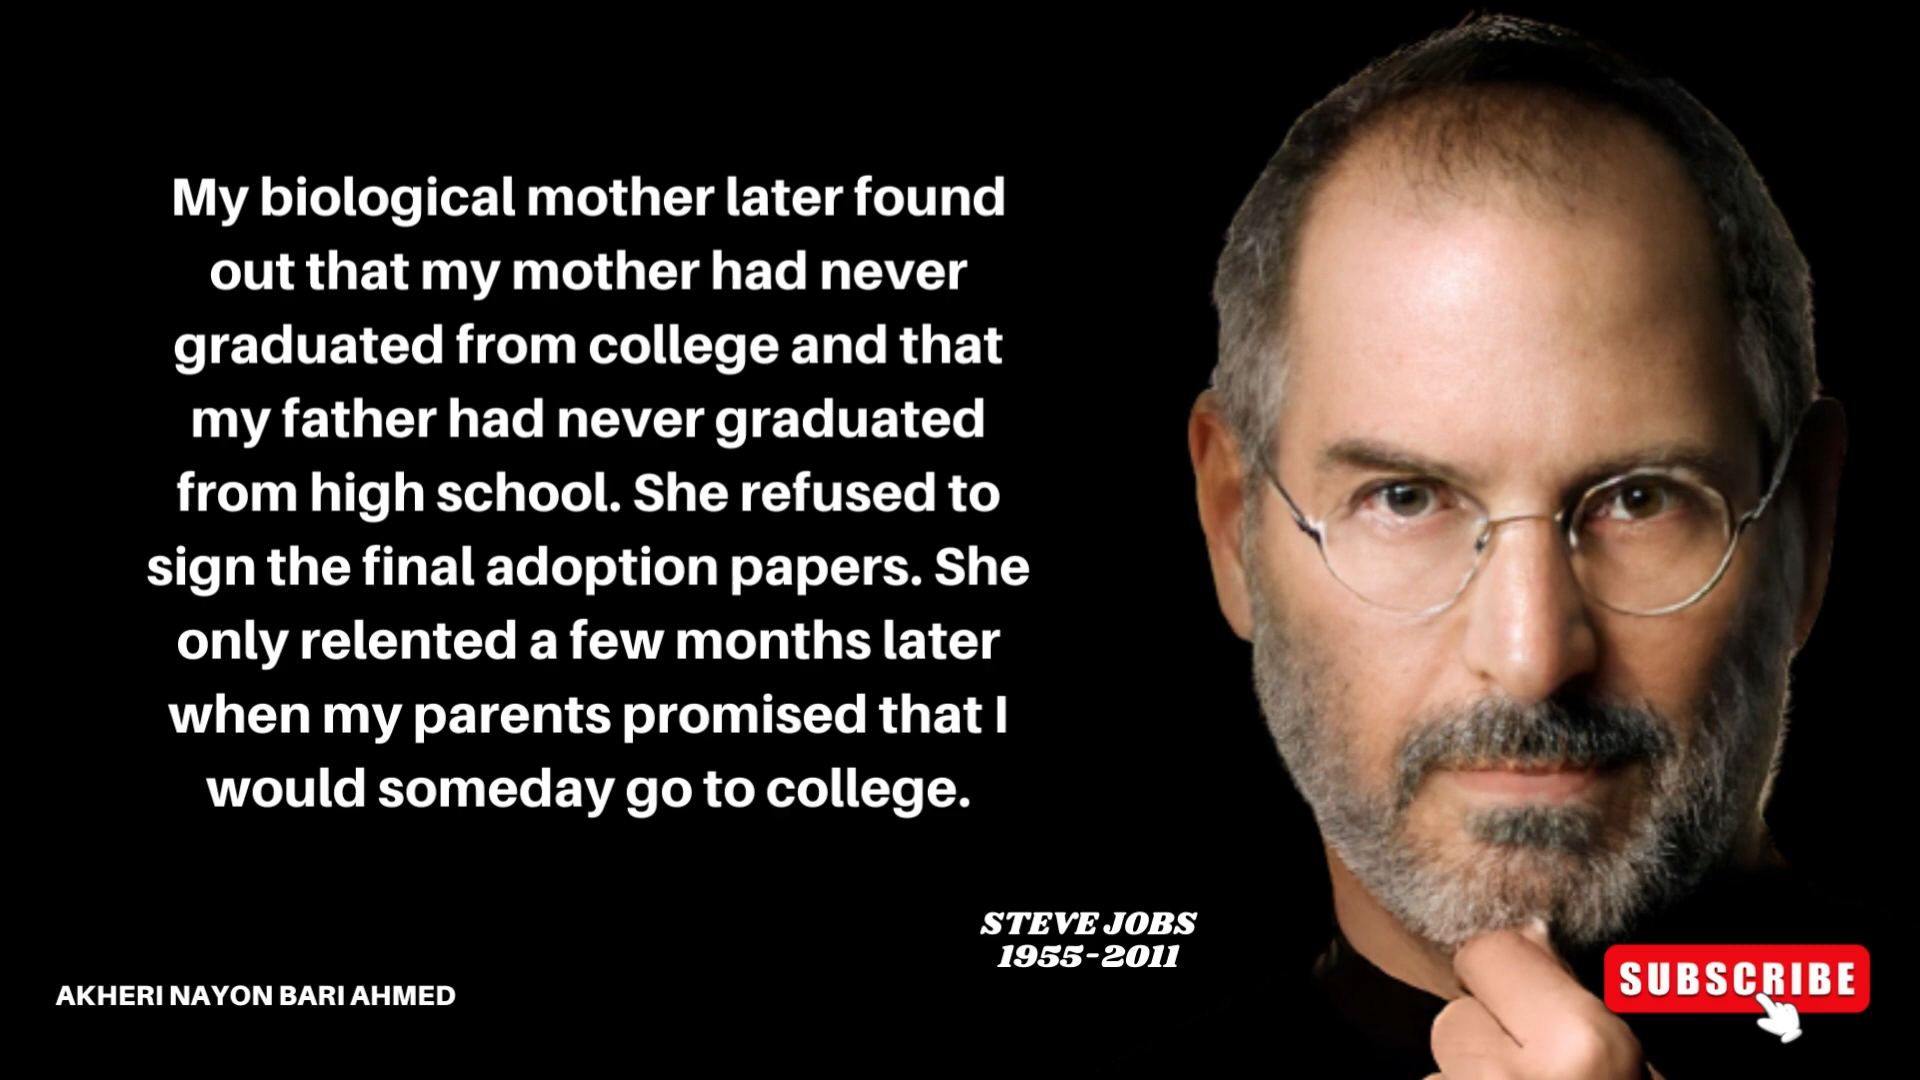 My biological mother later found
out that my mother had never
graduated from college and that
my father had never graduated
from high school. She refused to
sign the final adoption papers. She
only relented a few months later
when my parents promised that I
would someday go to college.
STEVE JOBS
1955-2011
AKHERI NAYON BARI AHMED
SUBSCRIBE